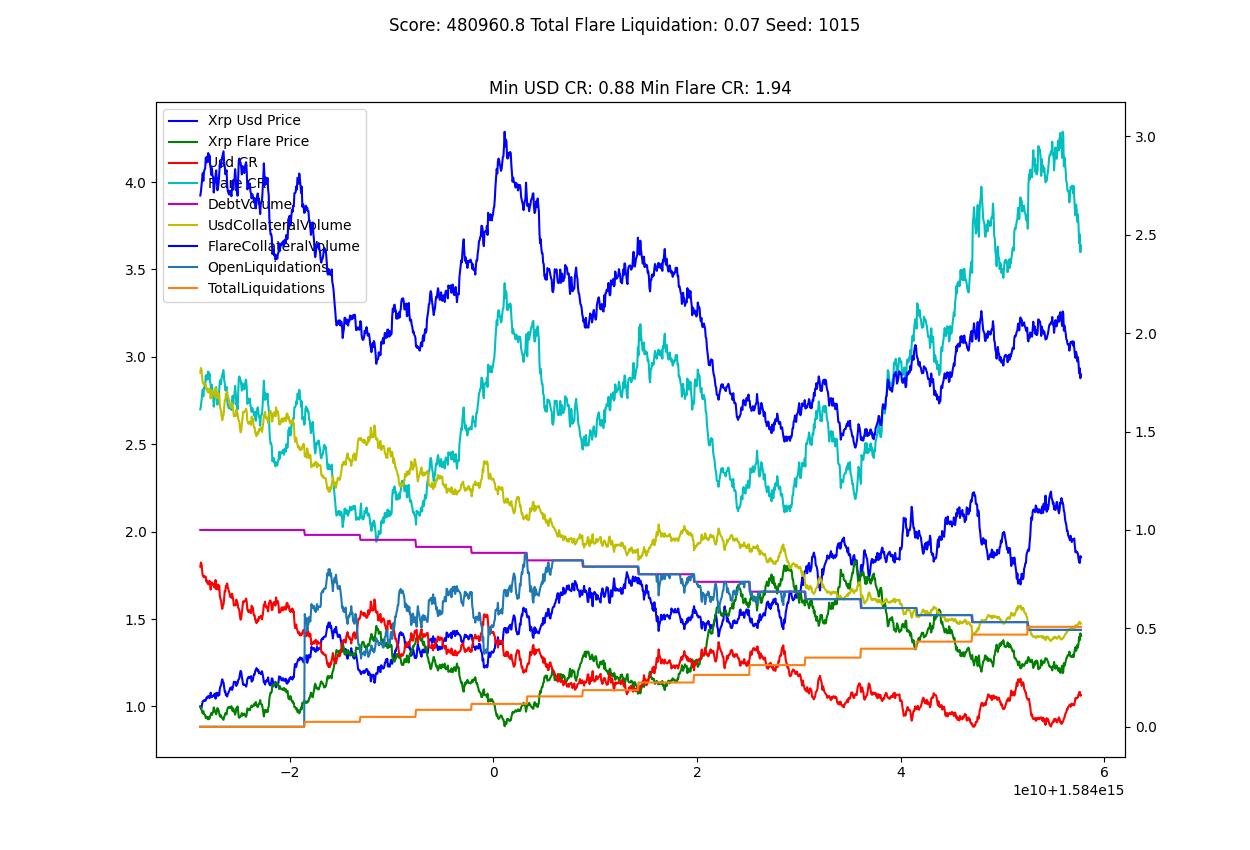 Score: 480960.8 Total Flare Liquidation: 0.07 Seed: 1015
Min USD CR: 0.88 Min Flare CR: 1.94
Xrp Usd Price
Xrp Flare Price
Usd CR
Flare CR
DebtVolume
UsdCollateralVolume
FlareCollateralVolume
OpenLiquidations
TotalLiquidations
4.0
3.5
3.0
2.5
2.0
1.5
1.0
3.0
2.5
2.0
1.5
1.0
0.5
0.0
−2 0 2 4 6
1e10+1.584e15